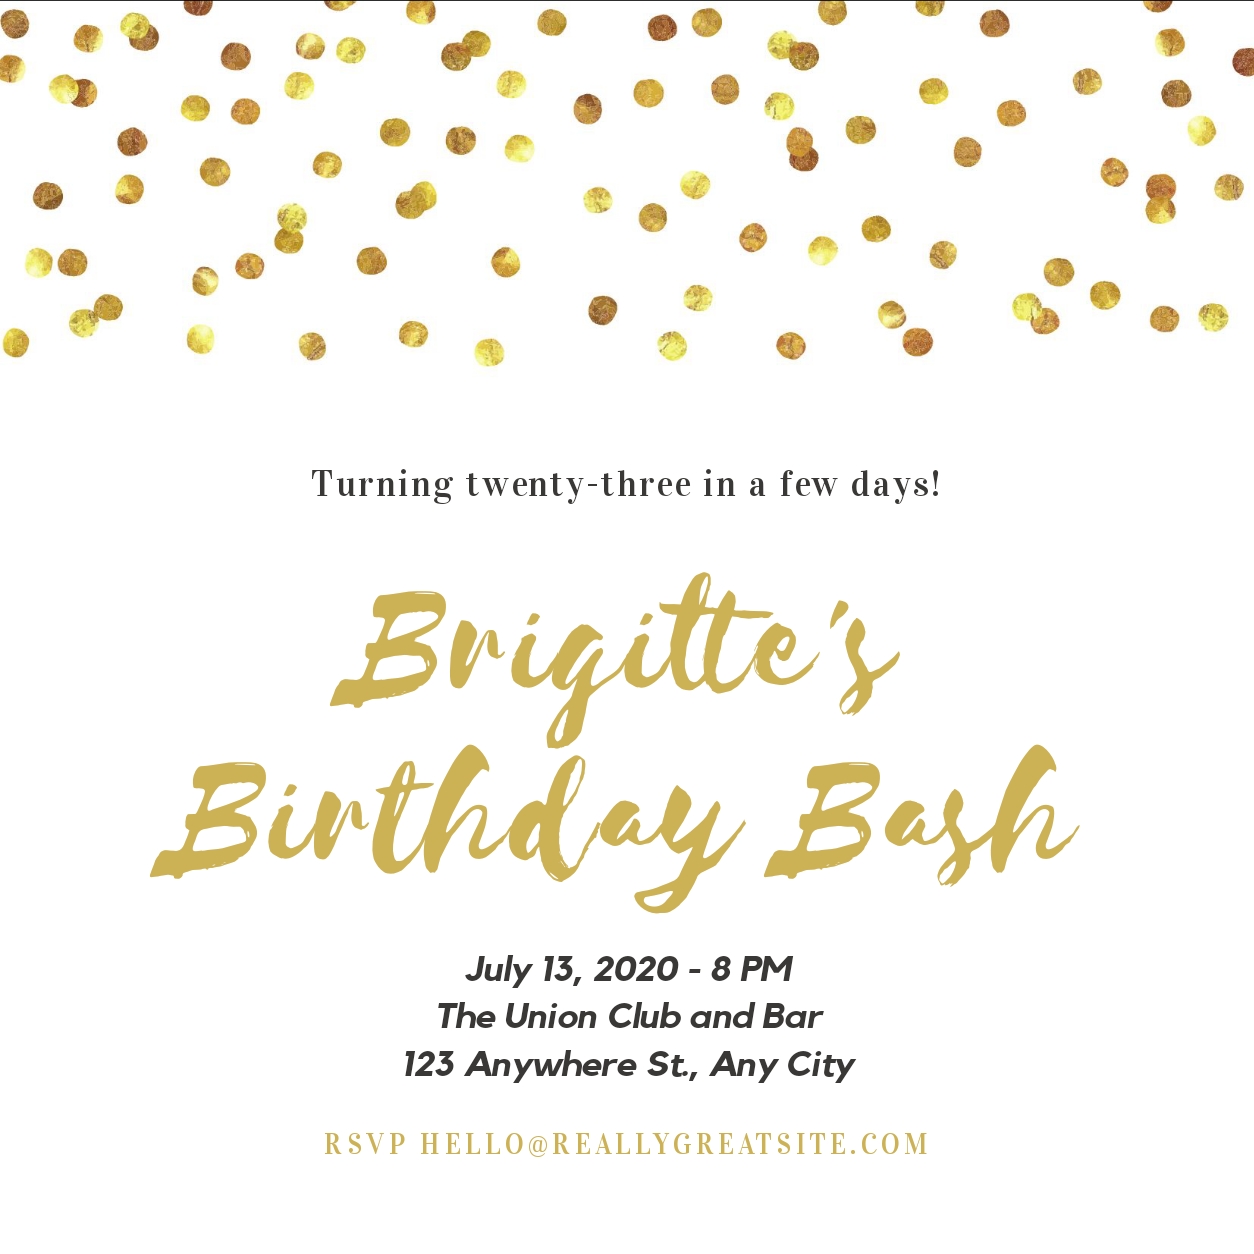 Turning twenty-three in a few days!
Brigitte's
Birthday Bash
July 13, 2020 - 8 PM
The Union Club and Bar
123 Anywhere St., Any City
RSVP HELLO@REALLYGREATSITE.COM